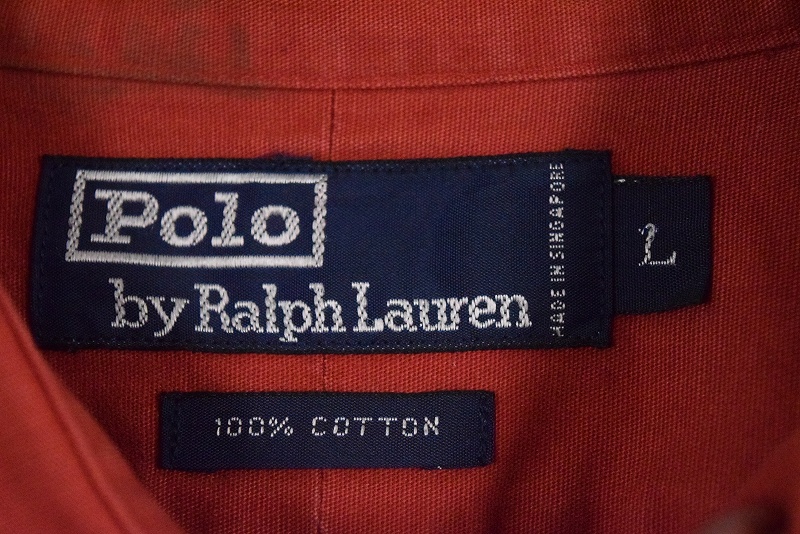 Polo
by Ralph Lauren
MADE IN SINGAPORE
L
100% COTTON